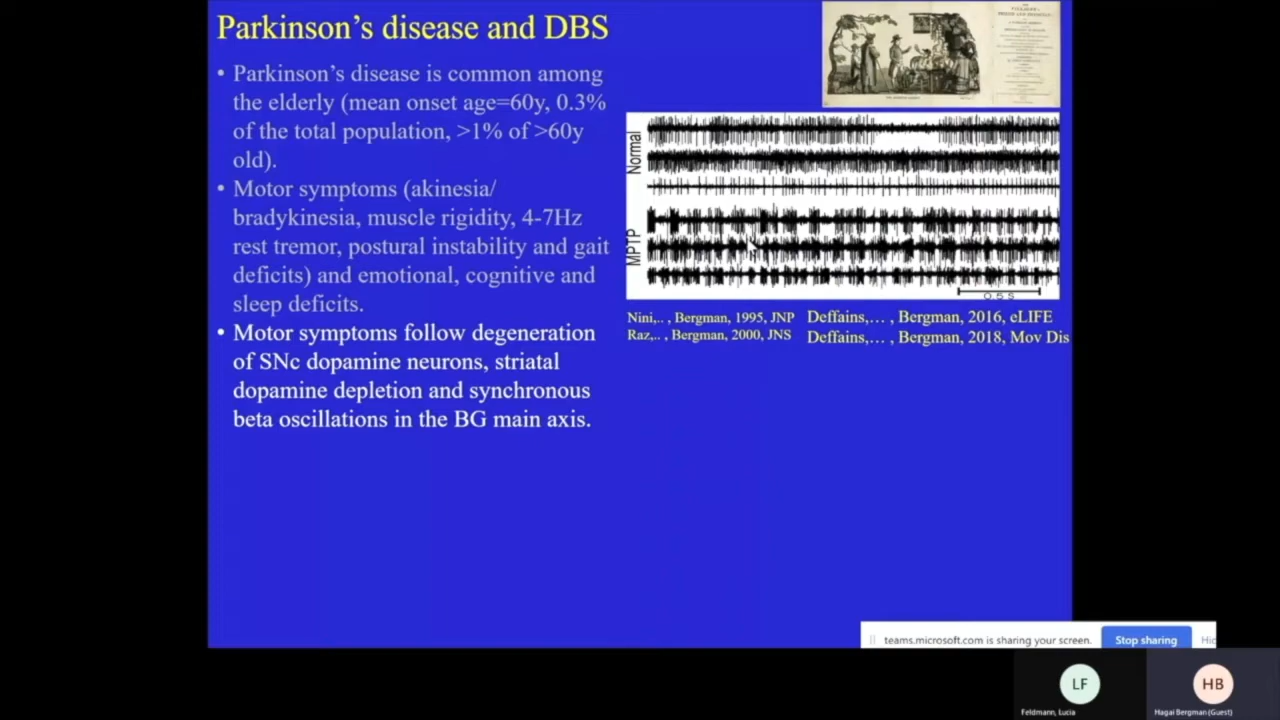 Parkinson's disease and DBS
• Parkinson's disease is common among
the elderly (mean onset age=60y, 0.3%
of the total population, >1% of >60y
old).
• Motor symptoms (akinesia/
bradykinesia, muscle rigidity, 4-7Hz
rest tremor, postural instability and gait
deficits) and emotional, cognitive and
sleep deficits.
• Motor symptoms follow degeneration
of SNc dopamine neurons, striatal
dopamine depletion and synchronous
beta oscillations in the BG main axis.
Normal
MPTP
0.5 S
Nini,.. , Bergman, 1995, JNP
Raz,.. , Bergman, 2000, JNS
Deffains,… , Bergman, 2016, eLIFE
Deffains,… , Bergman, 2018, Mov Dis
teams.microsoft.com is sharing your screen.
Stop sharing
Hid
LF
Feldmann, Lucia
HB
Hagai Bergman (Guest)